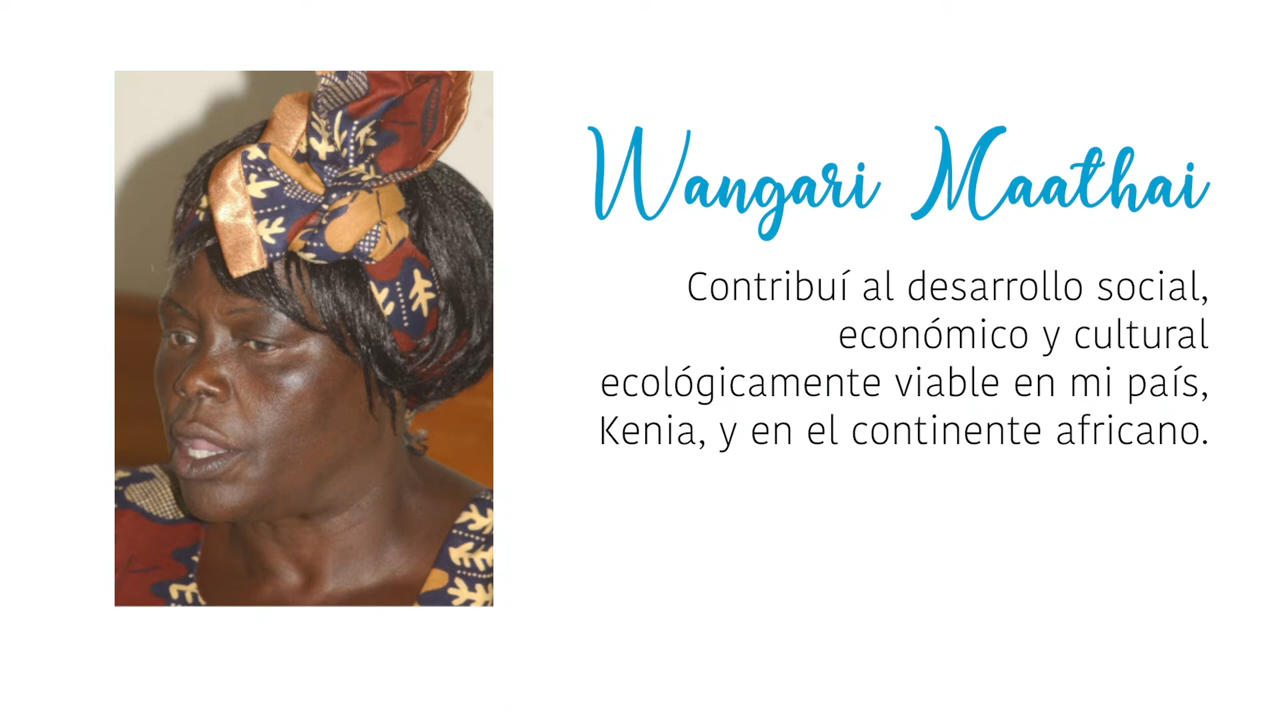 Wangari Maathai
Contribuí al desarrollo social,
económico y cultural
ecológicamente viable en mi país,
Kenia, y en el continente africano.